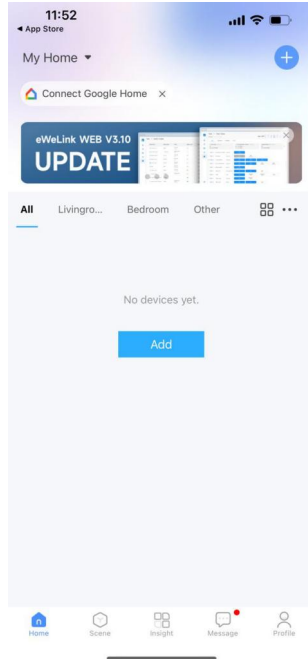 11:52
◀ App Store
My Home
Connect Google Home ×
eWeLink WEB V3.10
UPDATE
All Livingro... Bedroom Other
No devices yet.
Add
Home Scene Insight Message Profile